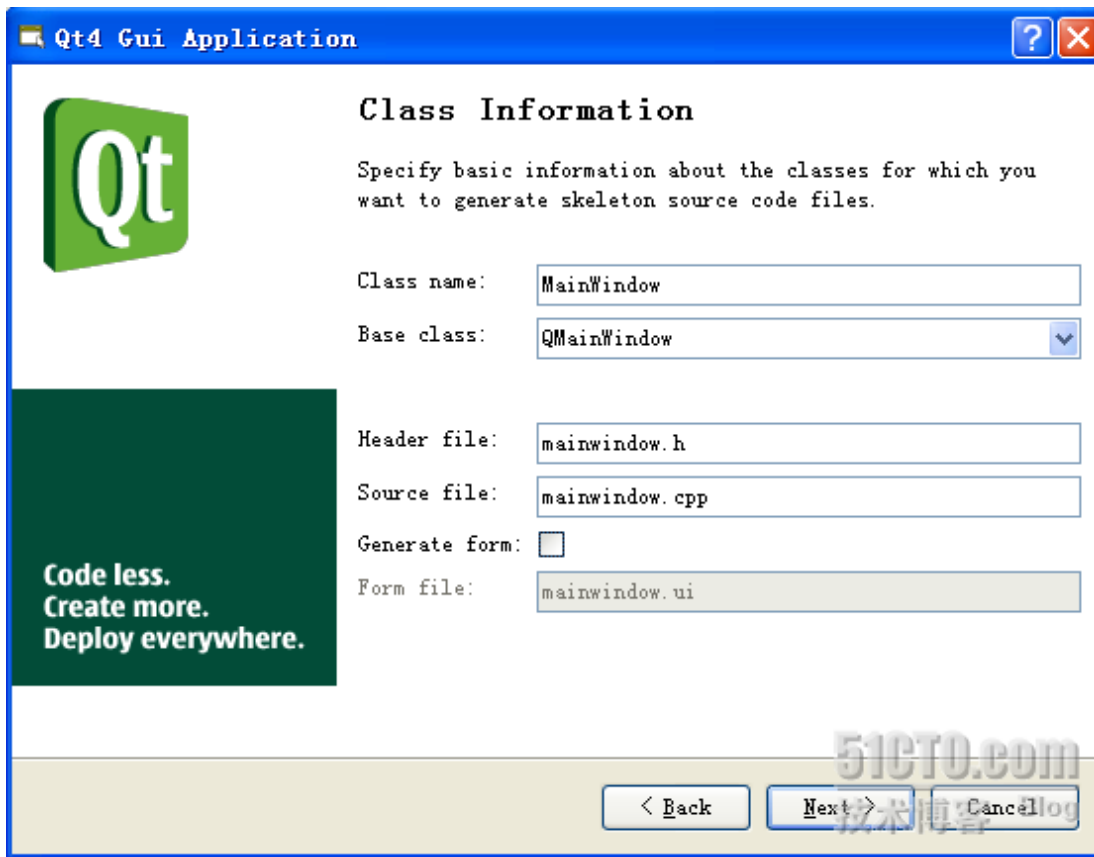 Qt4 Gui Application
Qt
Class Information
Specify basic information about the classes for which you
want to generate skeleton source code files.
Class name: MainWindow
Base class: QMainWindow
Header file: mainwindow.h
Source file: mainwindow.cpp
Generate form:
Form file: mainwindow.ui
Code less.
Create more.
Deploy everywhere.
51CTO.com
< Back Next > Cancel
技术博客 Blog